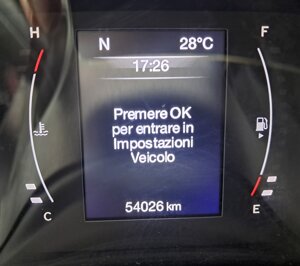 H
N 28°C
F
17:26
Premere OK
per entrare in
Impostazioni
Veicolo
54026 km
C
E